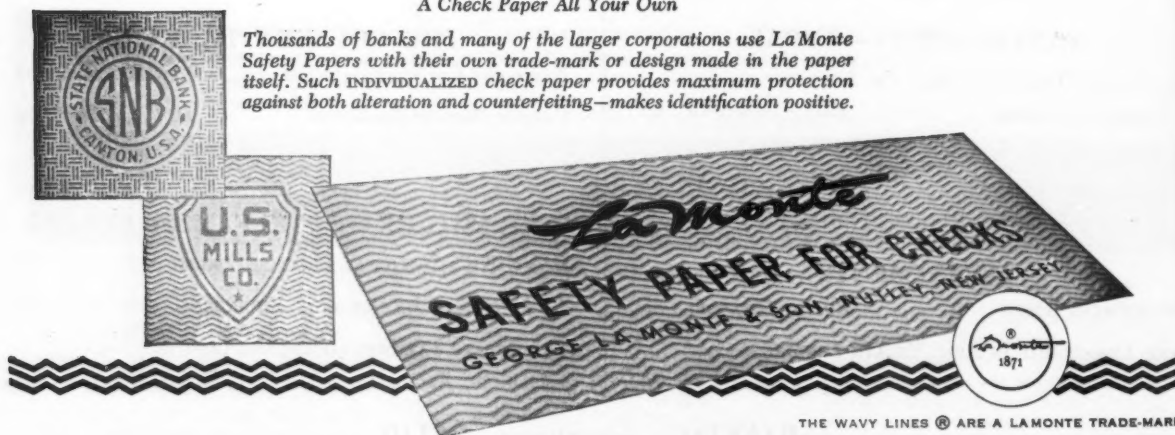 A Check Paper All Your Own
Thousands of banks and many of the larger corporations use La Monte
Safety Papers with their own trade-mark or design made in the paper
itself. Such INDIVIDUALIZED check paper provides maximum protection
against both alteration and counterfeiting—makes identification positive.
STATE NATIONAL BANK
SNB
CANTON, U.S.A.
U.S.
MILLS
CO.
La Monte
SAFETY PAPER FOR CHECKS
GEORGE LA MONTE & SON, NUTLEY, NEW JERSEY
®
La Monte
1871
THE WAVY LINES ® ARE A LAMONTE TRADE-MARK